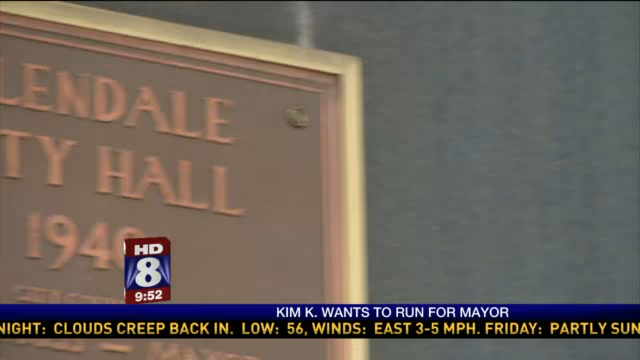 LENDALE
TY HALL
194
HD
8
9:52
KIM K. WANTS TO RUN FOR MAYOR
NIGHT: CLOUDS CREEP BACK IN. LOW: 56, WINDS: EAST 3-5 MPH. FRIDAY: PARTLY SUN